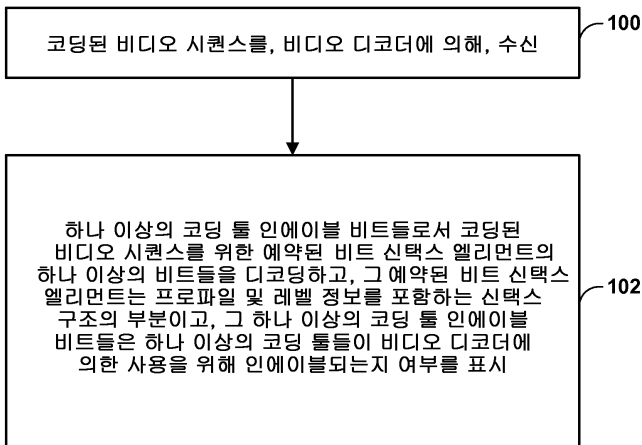 코딩된 비디오 시퀀스를, 비디오 디코더에 의해, 수신
100
하나 이상의 코딩 툴 인에이블 비트들로서 코딩된
비디오 시퀀스를 위한 예약된 비트 신택스 엘리먼트의
하나 이상의 비트들을 디코딩하고, 그 예약된 비트 신택스
엘리먼트는 프로파일 및 레벨 정보를 포함하는 신택스
구조의 부분이고, 그 하나 이상의 코딩 툴 인에이블
비트들은 하나 이상의 코딩 툴들이 비디오 디코더에
의한 사용을 위해 인에이블되는지 여부를 표시
102